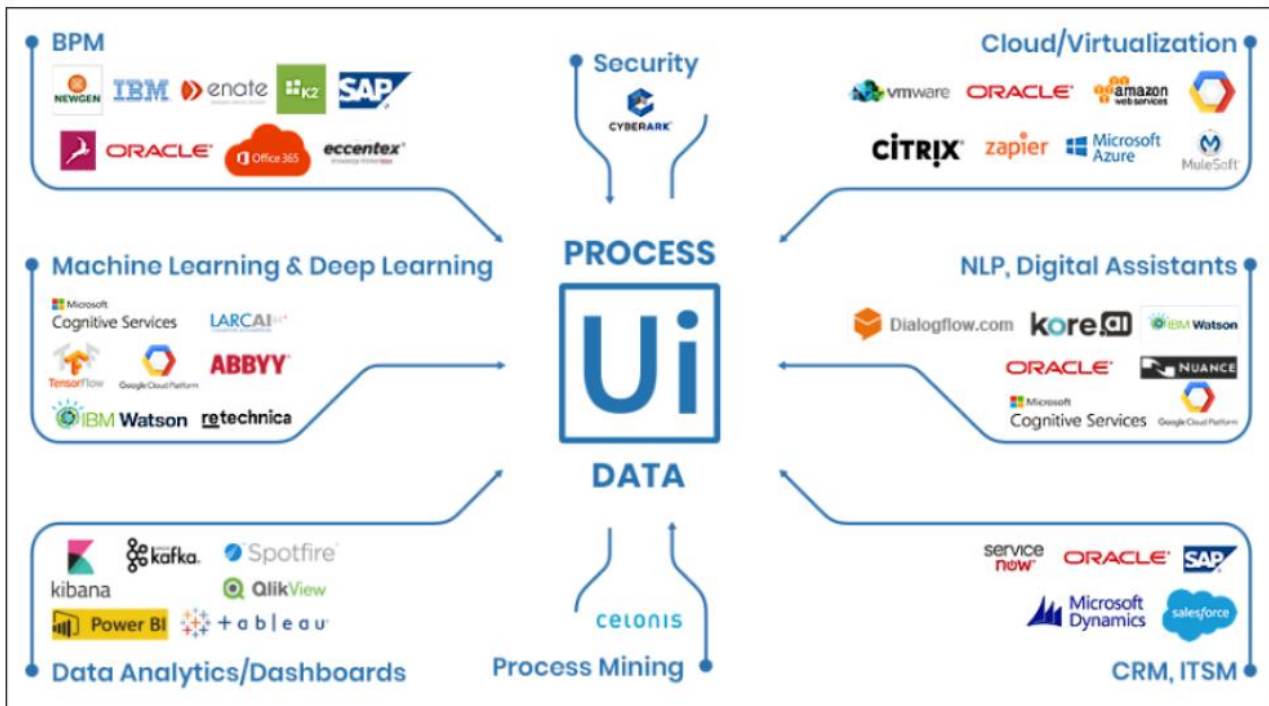 BPM
NEWGEN IBM enate K2 SAP
ORACLE Office 365 eccentex
Security
CYBERARK
Cloud/Virtualization
vmware ORACLE amazon web services
CITRIX zapier Microsoft Azure MuleSoft
Machine Learning & Deep Learning
Microsoft
Cognitive Services LARCAI
TensorFlow Google Cloud Platform ABBYY
IBM Watson retechnica
PROCESS
Ui
DATA
NLP, Digital Assistants
Dialogflow.com kore.ai IBM Watson
ORACLE NUANCE
Microsoft
Cognitive Services Google Cloud Platform
kibana kafka Spotfire
QlikView
Power BI +ableau
Data Analytics/Dashboards
celonis
Process Mining
service now ORACLE SAP
Microsoft Dynamics salesforce
CRM, ITSM